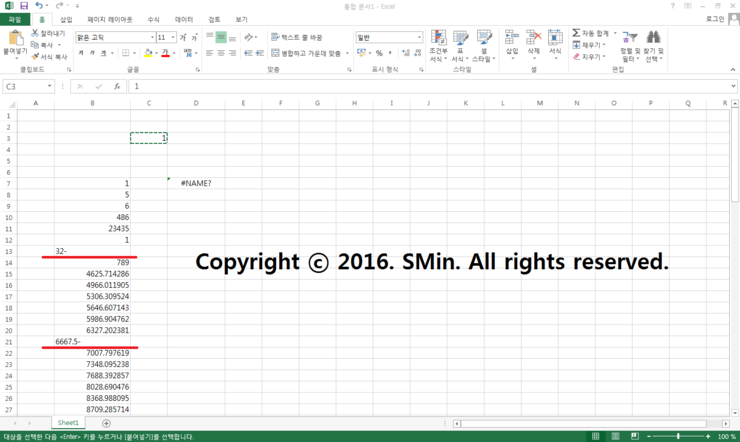 통합 문서1 - Excel
파일 홈 삽입 페이지 레이아웃 수식 데이터 검토 보기 로그인
붙여넣기 잘라내기 복사 서식 복사 클립보드
맑은 고딕 11 가 가 가 가 가 가 글꼴
텍스트 줄 바꿈 병합하고 가운데 맞춤 맞춤
일반 % , 표시 형식
조건부 서식 표 서식 셀 스타일 스타일
삽입 삭제 서식 셀
자동 합계 채우기 지우기 정렬 및 필터 찾기 및 선택 편집
C3 fx 1
A B C D E F G H I J K L M N O P Q R
1
2
3 1
4
5
6
7 1 #NAME?
8 5
9 6
10 486
11 23435
12 1
13 32-
14 789
15 4625.714286
16 4966.011905
17 5306.309524
18 5646.607143
19 5986.904762
20 6327.202381
21 6667.5-
22 7007.797619
23 7348.095238
24 7688.392857
25 8028.690476
26 8368.988095
27 8709.285714
Copyright ⓒ 2016. SMin. All rights reserved.
Sheet1
대상을 선택한 다음 <Enter> 키를 누르거나 [붙여넣기]를 선택합니다. 100 %